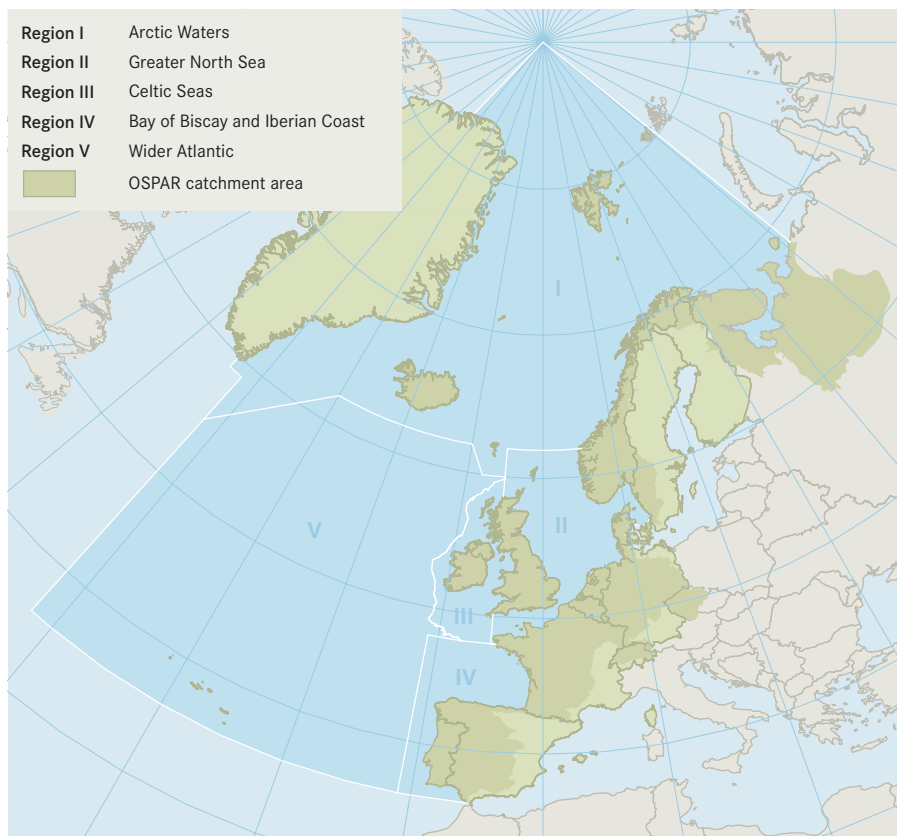 Region I Arctic Waters
Region II Greater North Sea
Region III Celtic Seas
Region IV Bay of Biscay and Iberian Coast
Region V Wider Atlantic
OSPAR catchment area
I
V
II
III
IV